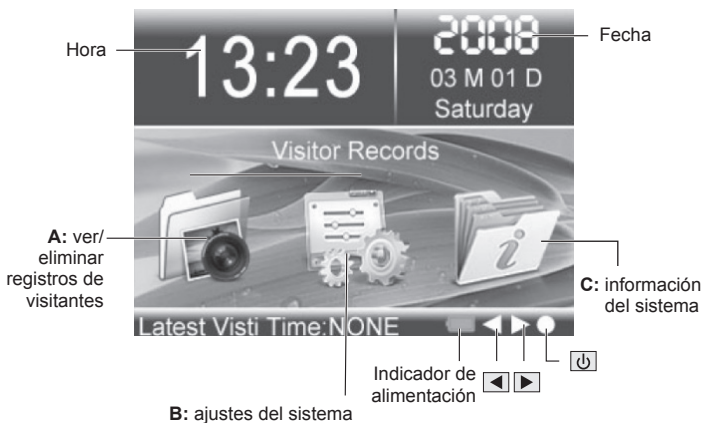 Hora
13:23
2008
Fecha
03 M 01 D
Saturday
Visitor Records
A: ver/
eliminar
registros de
visitantes
C: información
del sistema
Latest Visti Time:NONE
Indicador de
alimentación
B: ajustes del sistema